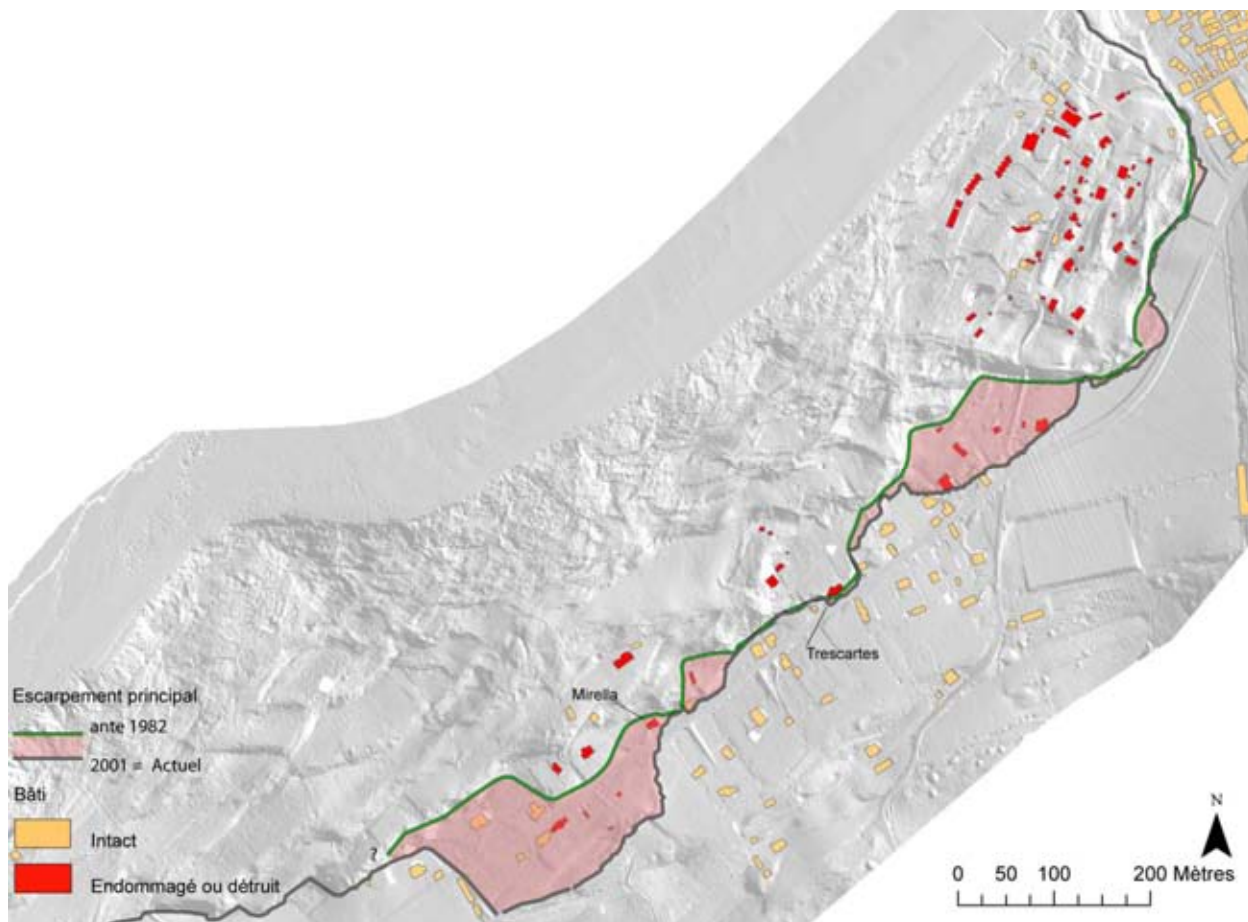 Trescartes
Mirella
?
Escarpement principal
ante 1982
2001 = Actuel
Bâti
Intact
Endommagé ou détruit
N
0 50 100 200 Mètres